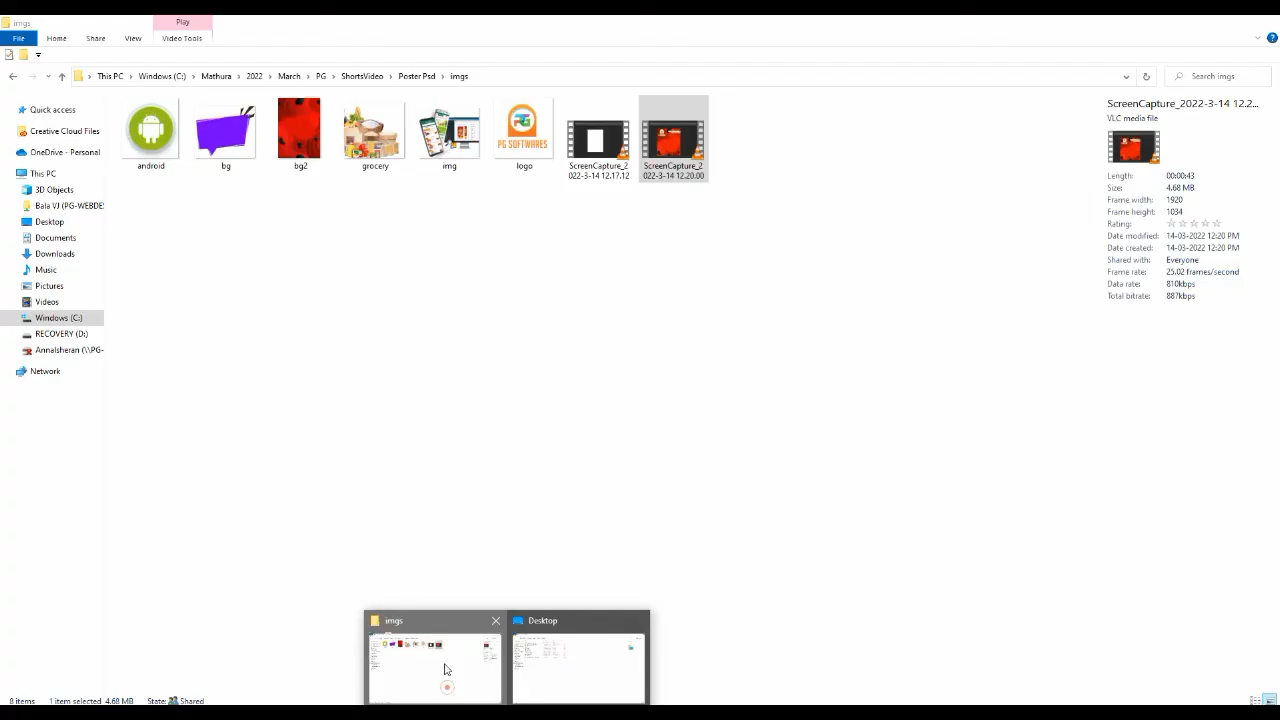 imgs
Play
File
Home
Share
View
Video Tools
This PC
Windows (C:)
Mathura
2022
March
PG
ShortsVideo
Poster Psd
imgs
Search imgs
Quick access
Creative Cloud Files
OneDrive - Personal
This PC
3D Objects
Bala VJ (PG-WEBDE
Desktop
Documents
Downloads
Music
Pictures
Videos
Windows (C:)
RECOVERY (D:)
Annalsheran (\\PG-
Network
PG SOFTWARES
android
bg
bg2
grocery
img
logo
ScreenCapture_2
022-3-14 12.17.12
ScreenCapture_2
022-3-14 12.20.00
ScreenCapture_2022-3-14 12.2...
VLC media file
Length: 00:00:43
Size: 4.68 MB
Frame width: 1920
Frame height: 1034
Rating:
Date modified: 14-03-2022 12:20 PM
Date created: 14-03-2022 12:20 PM
Shared with: Everyone
Frame rate: 25.02 frames/second
Data rate: 810kbps
Total bitrate: 887kbps
imgs
Desktop
8 items
1 item selected 4.68 MB
State: Shared